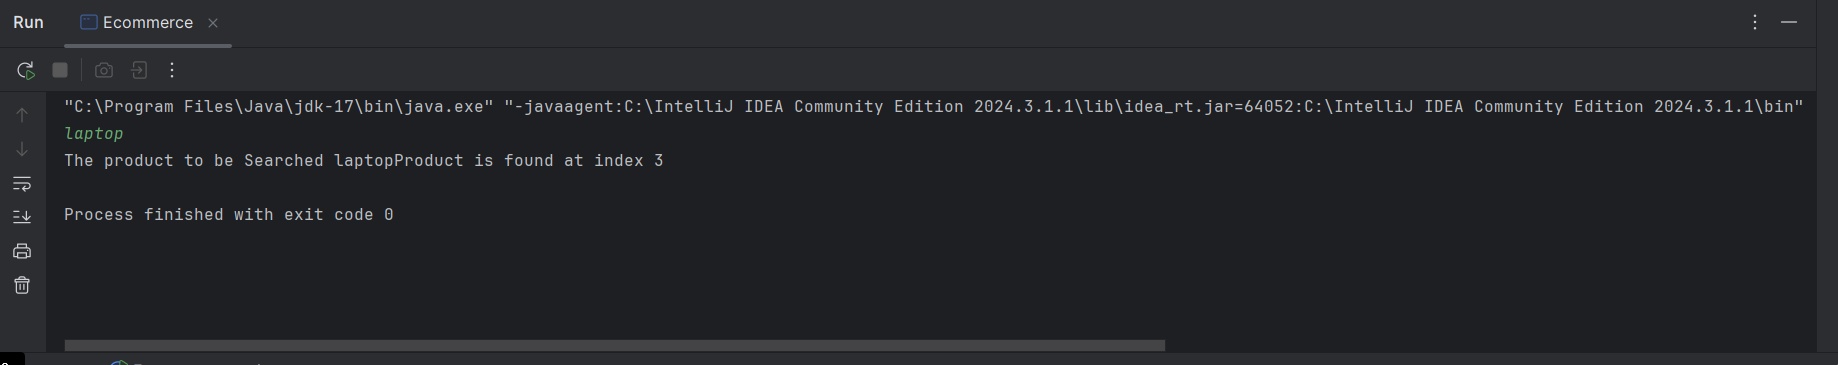 Run Ecommerce
"C:\Program Files\Java\jdk-17\bin\java.exe" "-javaagent:C:\IntelliJ IDEA Community Edition 2024.3.1.1\lib\idea_rt.jar=64052:C:\IntelliJ IDEA Community Edition 2024.3.1.1\bin"
laptop
The product to be Searched laptopProduct is found at index 3
Process finished with exit code 0